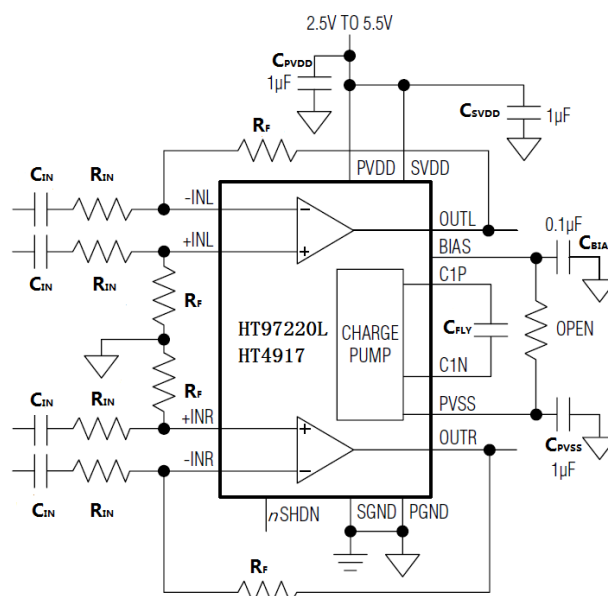 2.5V TO 5.5V
CPVDD
1µF
CSVDD
1µF
RF
PVDD
SVDD
CIN
RIN
-INL
OUTL
0.1µF
CIN
RIN
+INL
BIAS
CBIA
C1P
RF
HT97220L
HT4917
CHARGE
PUMP
CFLY
OPEN
RF
C1N
CIN
RIN
+INR
PVSS
OUTR
CPVSS
1µF
-INR
CIN
RIN
nSHDN
SGND
PGND
RF